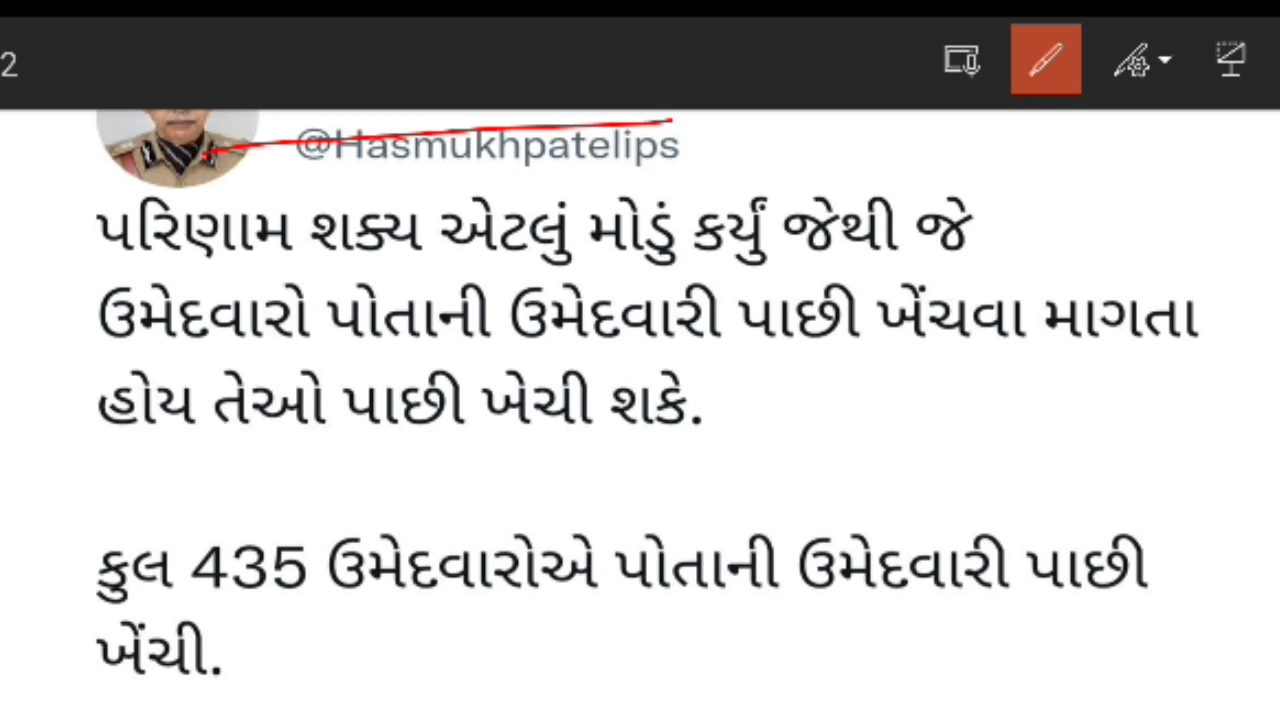 2
@Hasmukhpatelips
પરિણામ શક્ય એટલું મોડું કર્યું જેથી જે
ઉમેદવારો પોતાની ઉમેદવારી પાછી ખેંચવા માગતા
હોય તેઓ પાછી ખેચી શકે.
કુલ 435 ઉમેદવારોએ પોતાની ઉમેદવારી પાછી
ખેંચી.